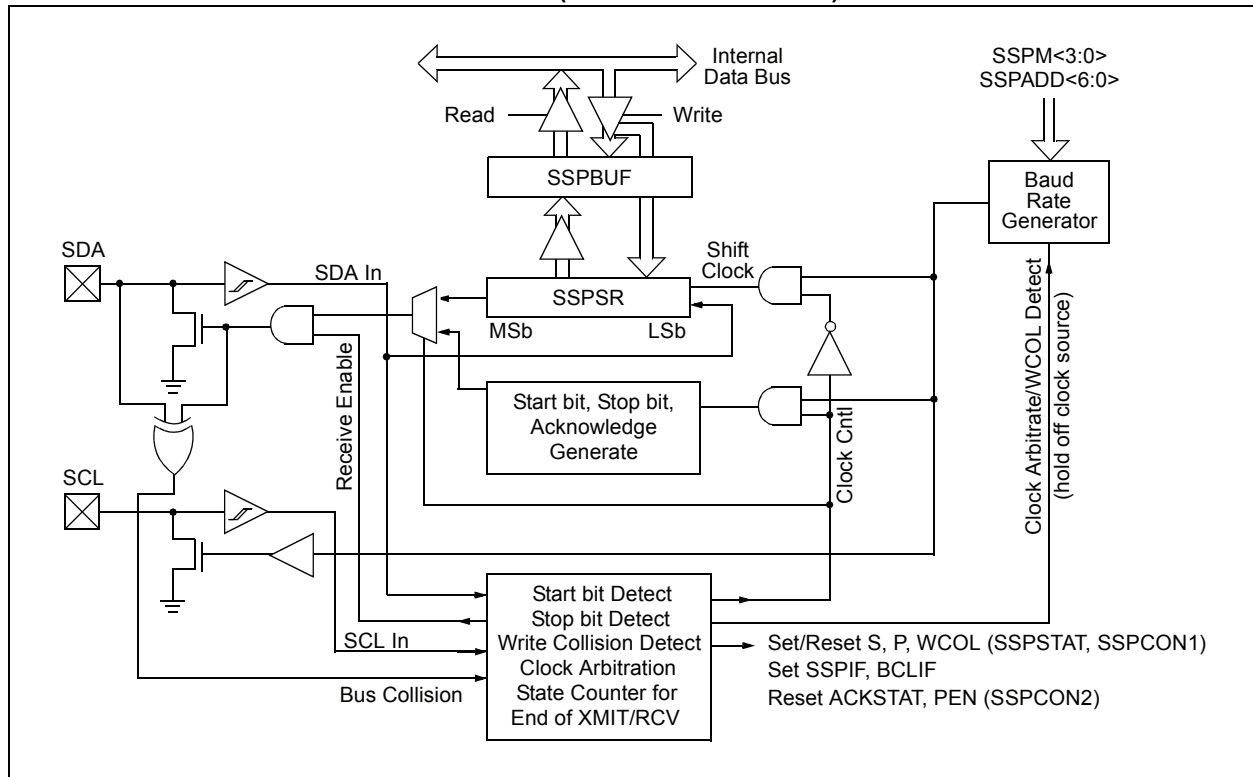 Internal
Data Bus
SSPM<3:0>
SSPADD<6:0>
Read
Write
SSPBUF
Baud
Rate
Generator
SDA
SDA In
Shift
Clock
SSPSR
MSb
LSb
Start bit, Stop bit,
Acknowledge
Generate
Receive Enable
Clock Cntl
Clock Arbitrate/WCOL Detect
(hold off clock source)
SCL
SCL In
Bus Collision
Start bit Detect
Stop bit Detect
Write Collision Detect
Clock Arbitration
State Counter for
End of XMIT/RCV
Set/Reset S, P, WCOL (SSPSTAT, SSPCON1)
Set SSPIF, BCLIF
Reset ACKSTAT, PEN (SSPCON2)